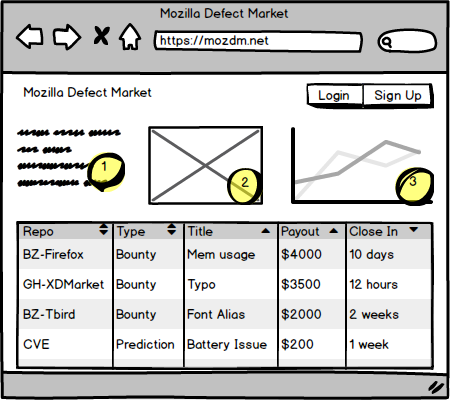 Mozilla Defect Market
https://mozdm.net
Mozilla Defect Market
Login Sign Up
1
2
3
Repo Type Title Payout Close In
BZ-Firefox Bounty Mem usage $4000 10 days
GH-XDMarket Bounty Typo $3500 12 hours
BZ-Tbird Bounty Font Alias $2000 2 weeks
CVE Prediction Battery Issue $200 1 week